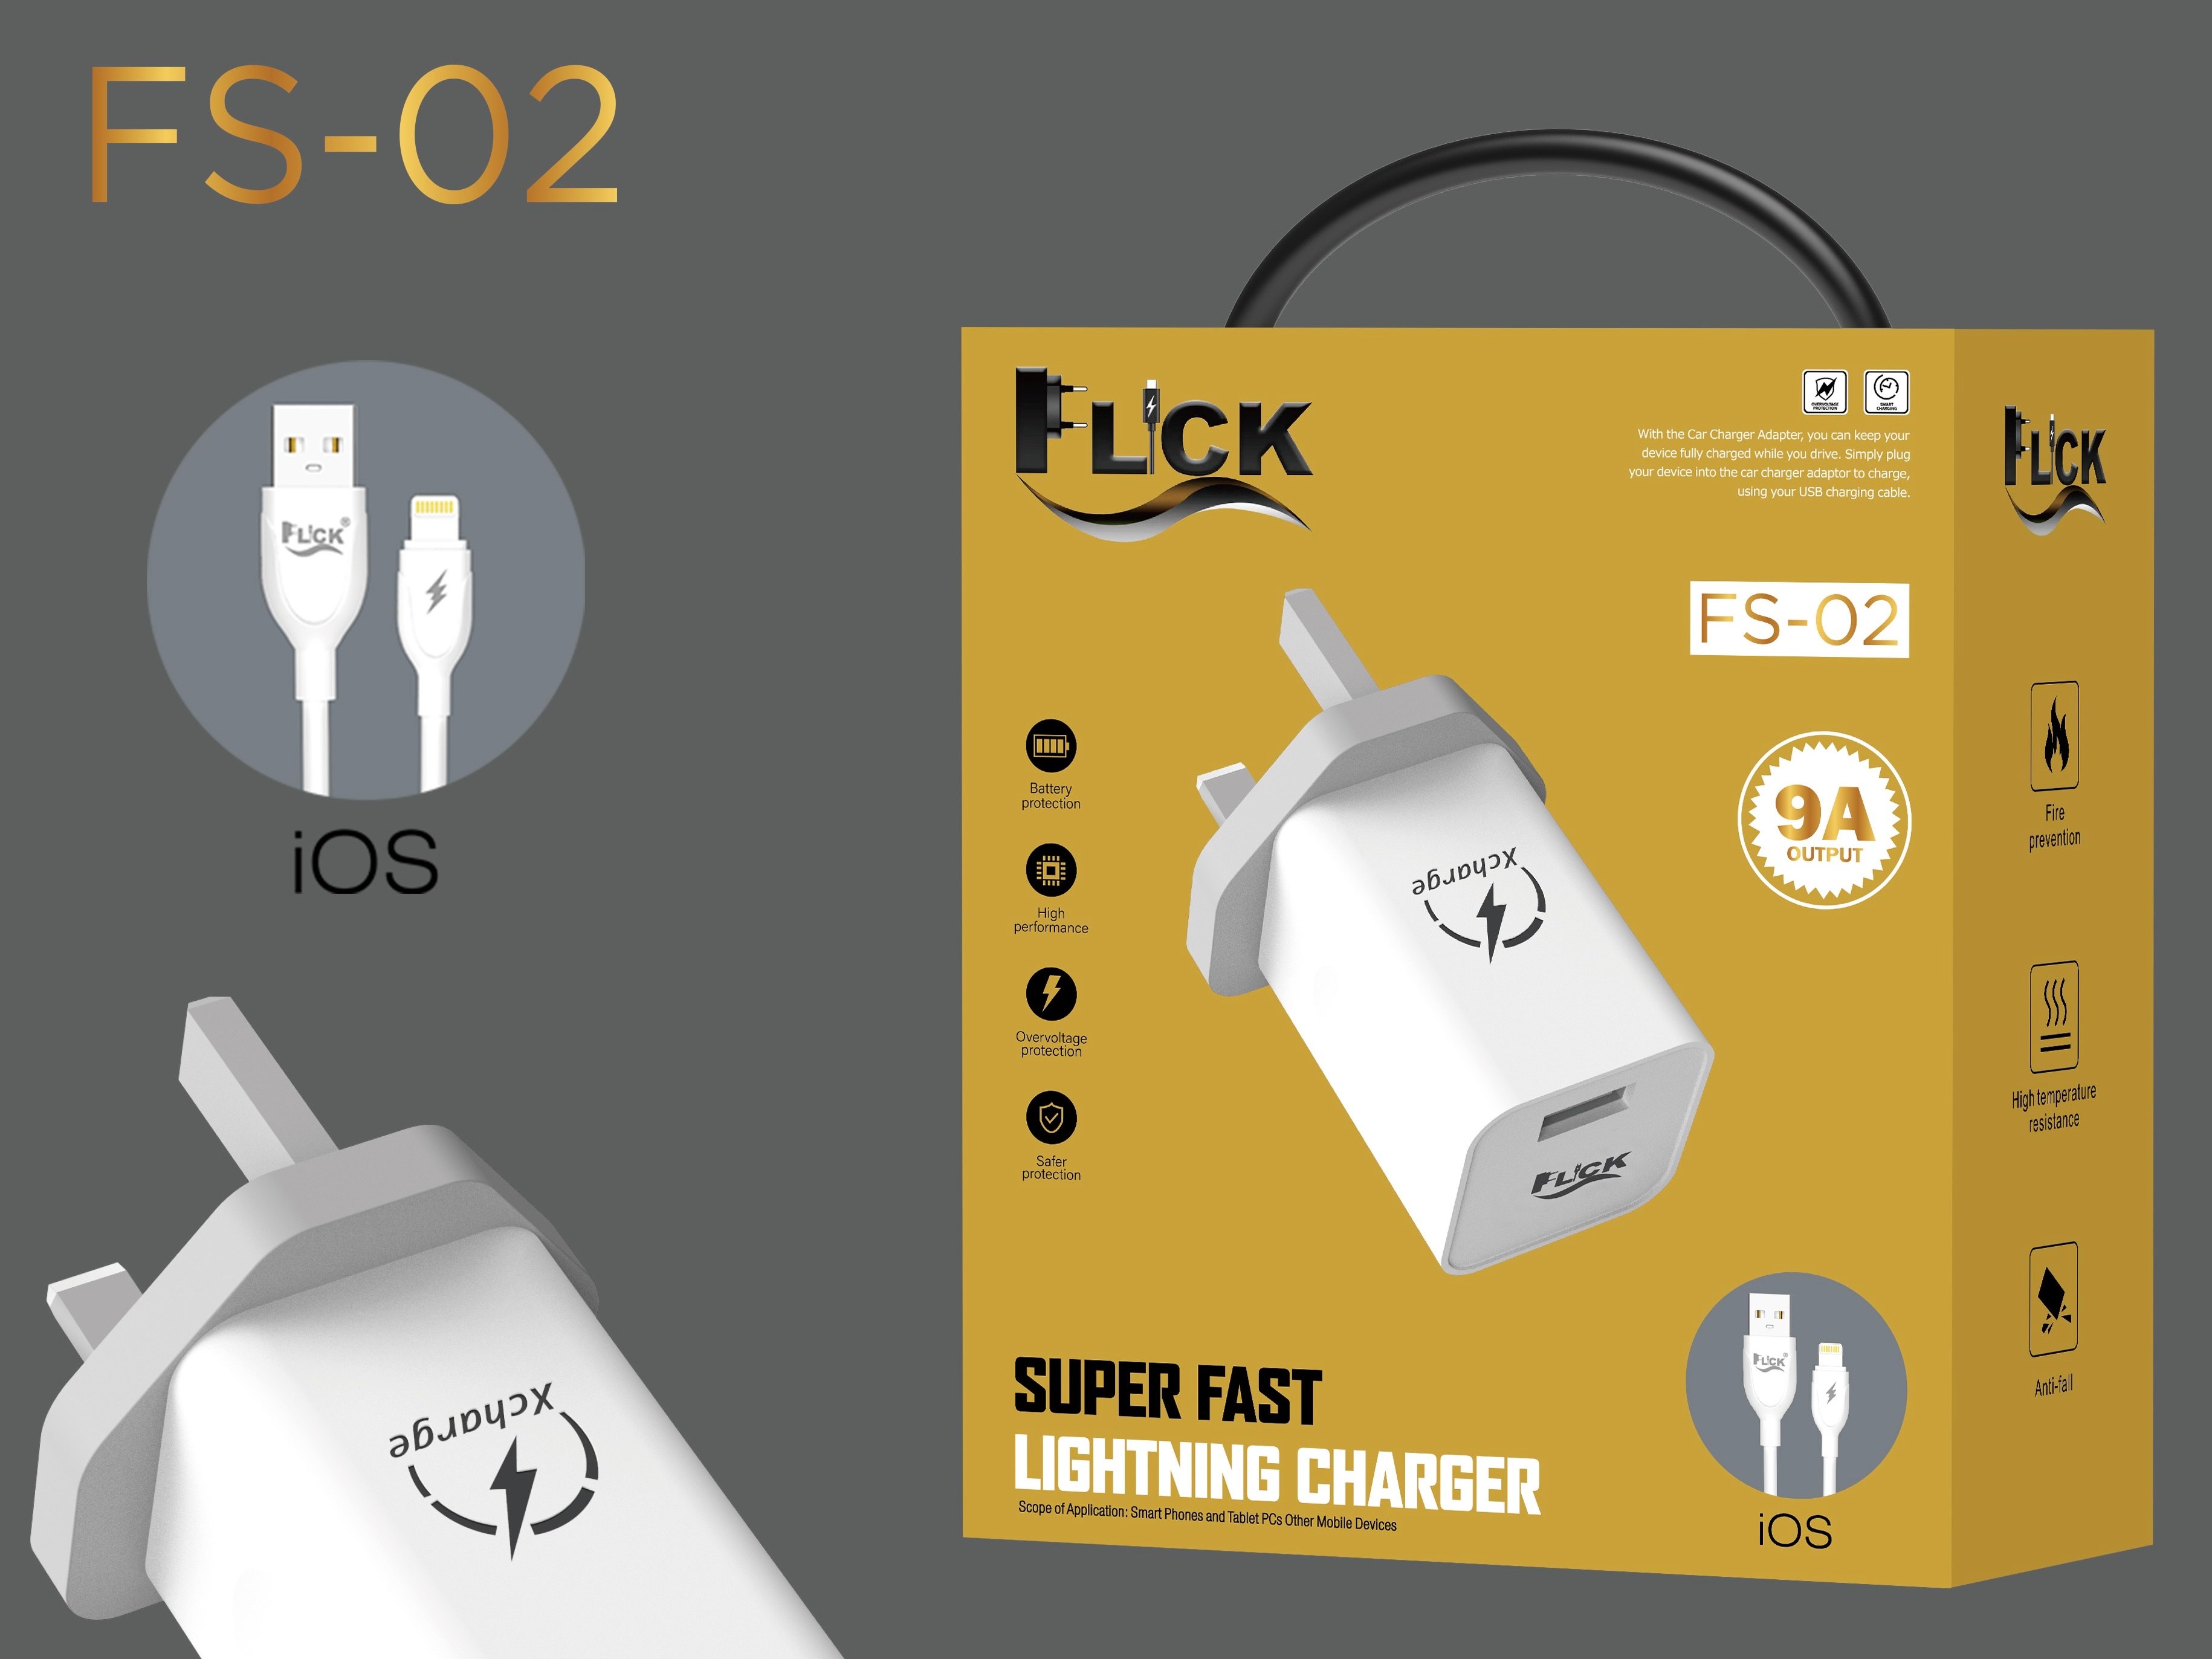 FS-02
FLICK®
iOS
Xcharge
FLICK
OVERVOLTAGE
PROTECTION
SMART
CHARGING
With the Car Charger Adapter, you can keep your
device fully charged while you drive. Simply plug
your device into the car charger adaptor to charge,
using your USB charging cable.
FS-02
9A
OUTPUT
Battery
protection
High
performance
Overvoltage
protection
Safer
protection
Xcharge
FLICK
SUPER FAST
LIGHTNING CHARGER
Scope of Application: Smart Phones and Tablet PCs Other Mobile Devices
FLICK®
iOS
FLICK
Fire
prevention
High temperature
resistance
Anti-fall